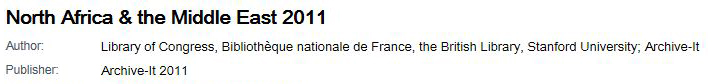 North Africa & the Middle East 2011
Author: Library of Congress, Bibliothèque nationale de France, the British Library, Stanford University; Archive-It
Publisher: Archive-It 2011